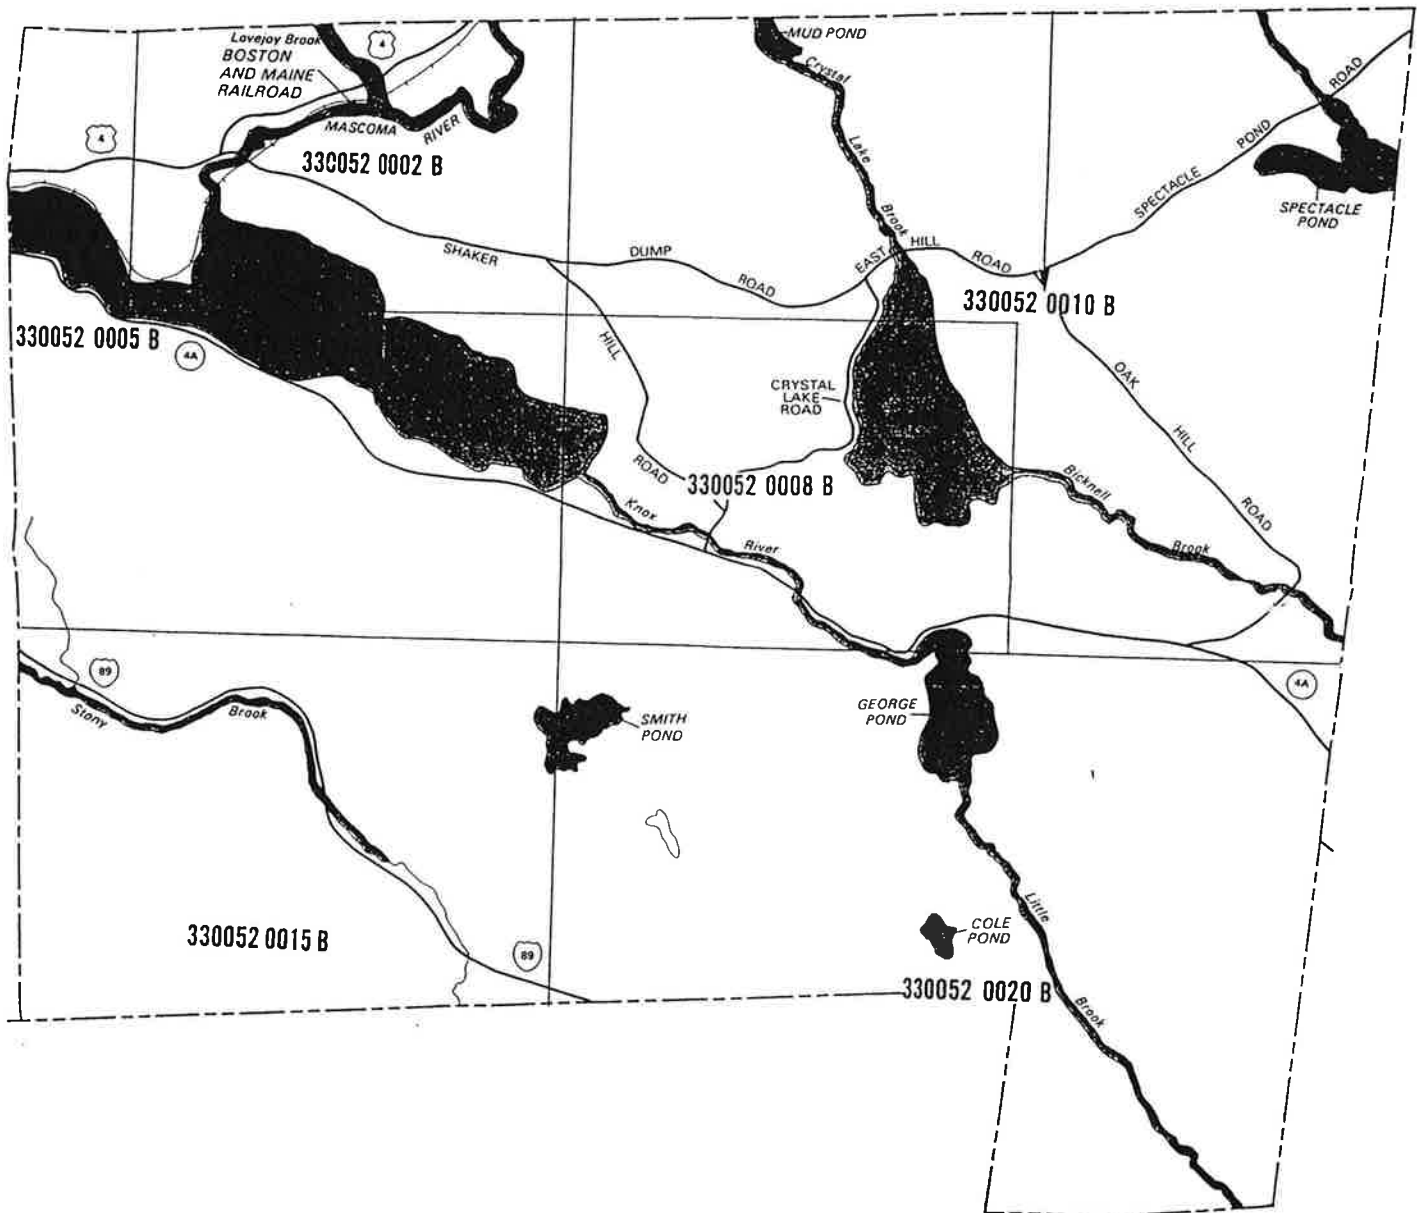 MUD POND
Lovejoy Brook
4
BOSTON
AND MAINE
RAILROAD
Crystal
ROAD
MASCOMA RIVER
4
330052 0002 B
Lake
POND
SPECTACLE
SPECTACLE
POND
Brook
SHAKER
DUMP
EAST HILL
ROAD
ROAD
330052 0010 B
330052 0005 B
4A
HILL
OAK
CRYSTAL
LAKE
ROAD
HILL
ROAD
330052 0008 B
Bicknell
Knox
ROAD
River
Brook
89
4A
Stony
Brook
SMITH
POND
GEORGE
POND
Little
COLE
POND
330052 0015 B
89
330052 0020 B
Brook